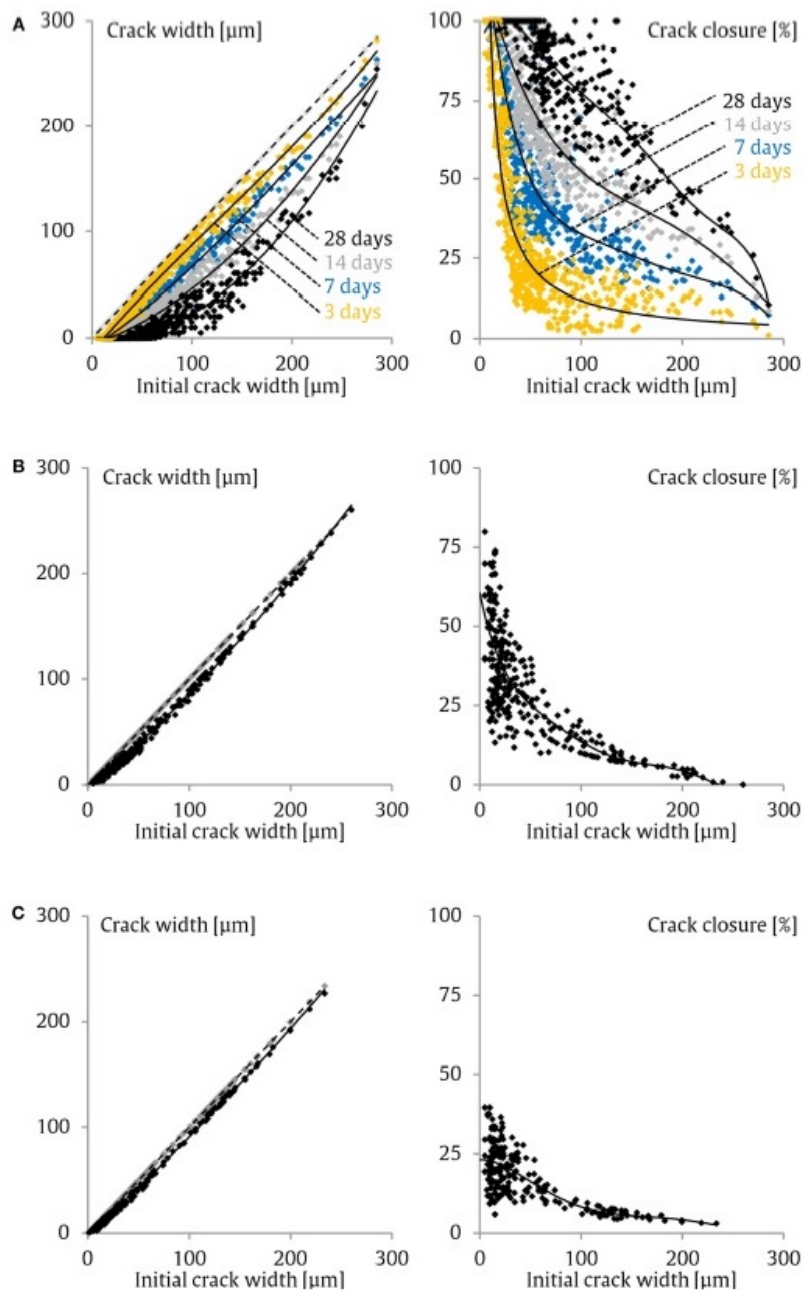 A
Crack width [µm]
300
200
100
0
28 days
14 days
7 days
3 days
0 100 200 300
Initial crack width [µm]
Crack closure [%]
100
75
50
25
0
28 days
14 days
7 days
3 days
0 100 200 300
Initial crack width [µm]
B
Crack width [µm]
300
200
100
0
0 100 200 300
Initial crack width [µm]
Crack closure [%]
100
75
50
25
0
0 100 200 300
Initial crack width [µm]
C
Crack width [µm]
300
200
100
0
0 100 200 300
Initial crack width [µm]
Crack closure [%]
100
75
50
25
0
0 100 200 300
Initial crack width [µm]